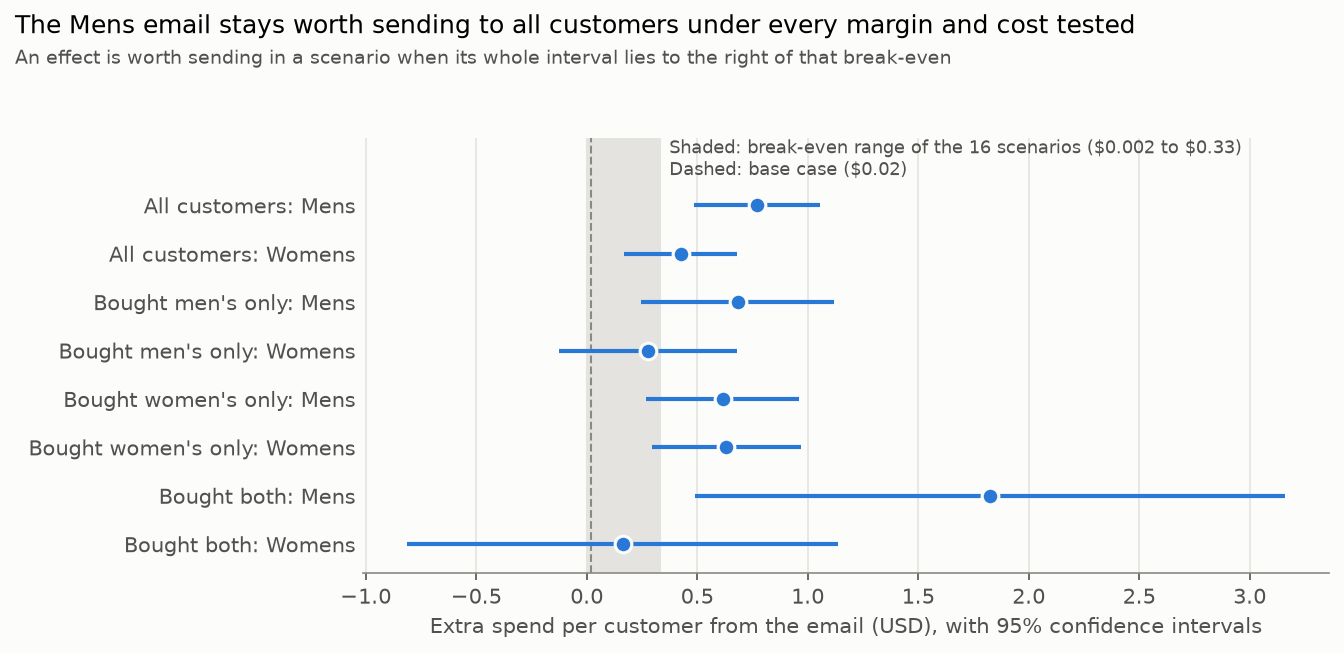 The Mens email stays worth sending to all customers under every margin and cost tested
An effect is worth sending in a scenario when its whole interval lies to the right of that break-even
Shaded: break-even range of the 16 scenarios ($0.002 to $0.33)
Dashed: base case ($0.02)
All customers: Mens
All customers: Womens
Bought men's only: Mens
Bought men's only: Womens
Bought women's only: Mens
Bought women's only: Womens
Bought both: Mens
Bought both: Womens
−1.0 −0.5 0.0 0.5 1.0 1.5 2.0 2.5 3.0
Extra spend per customer from the email (USD), with 95% confidence intervals